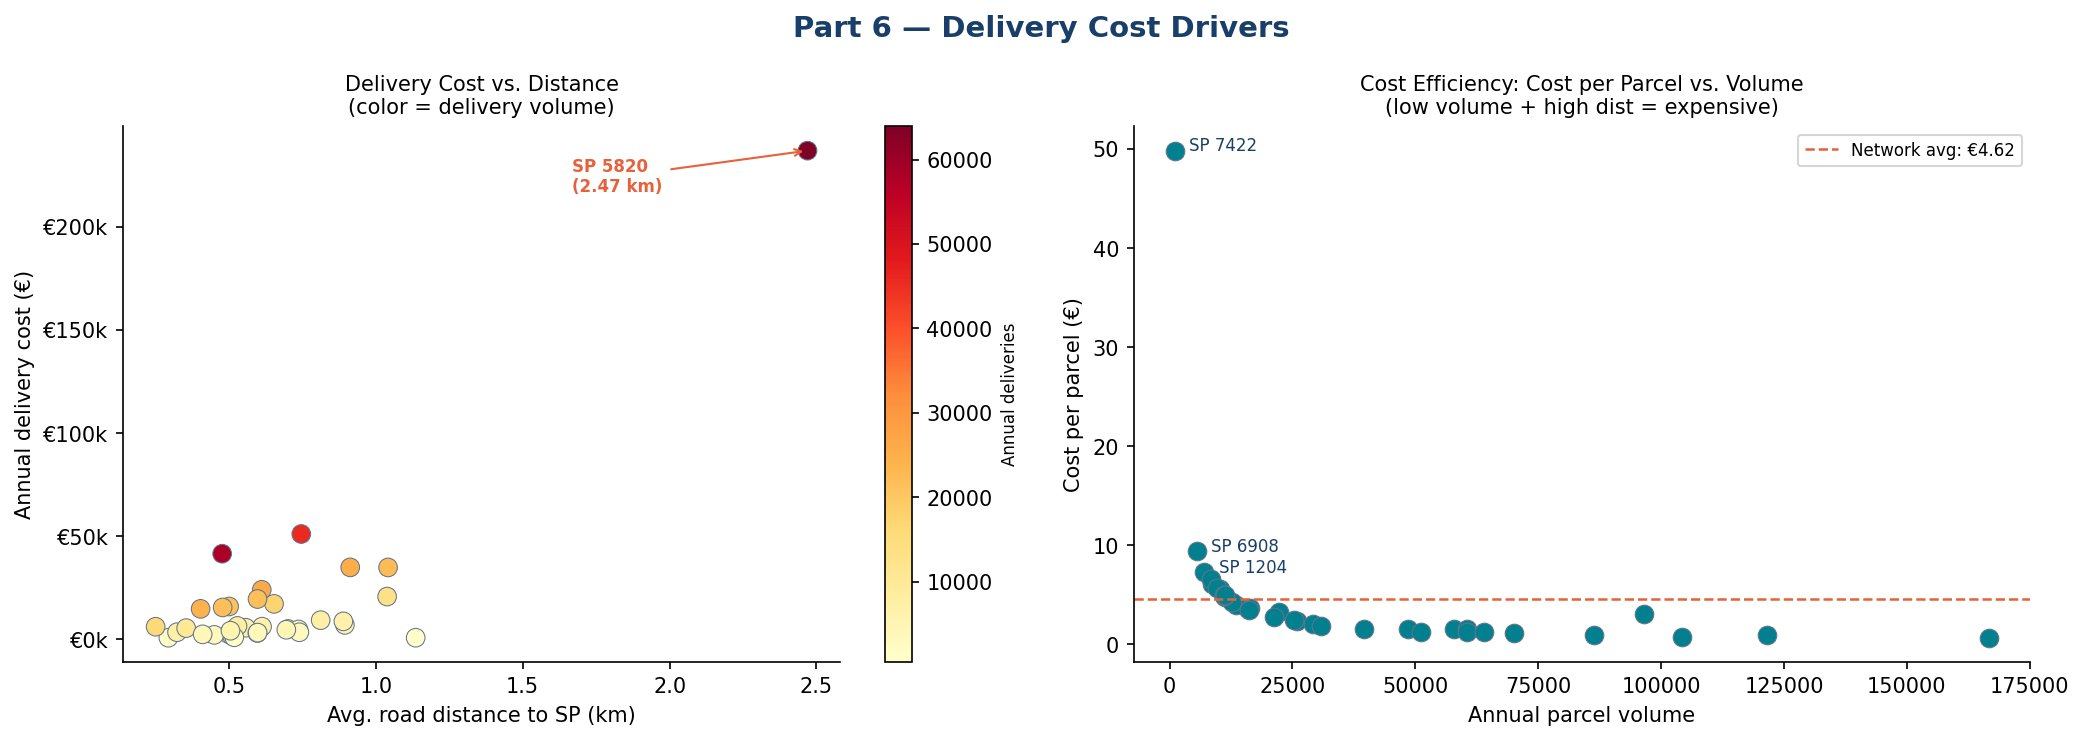 Part 6 — Delivery Cost Drivers
Delivery Cost vs. Distance
(color = delivery volume)
€200k
€150k
€100k
€50k
€0k
Annual delivery cost (€)
SP 5820
(2.47 km)
0.5
1.0
1.5
2.0
2.5
Avg. road distance to SP (km)
60000
50000
40000
30000
20000
10000
Annual deliveries
Cost Efficiency: Cost per Parcel vs. Volume
(low volume + high dist = expensive)
50
40
30
20
10
0
Cost per parcel (€)
SP 7422
SP 6908
SP 1204
Network avg: €4.62
0
25000
50000
75000
100000
125000
150000
175000
Annual parcel volume